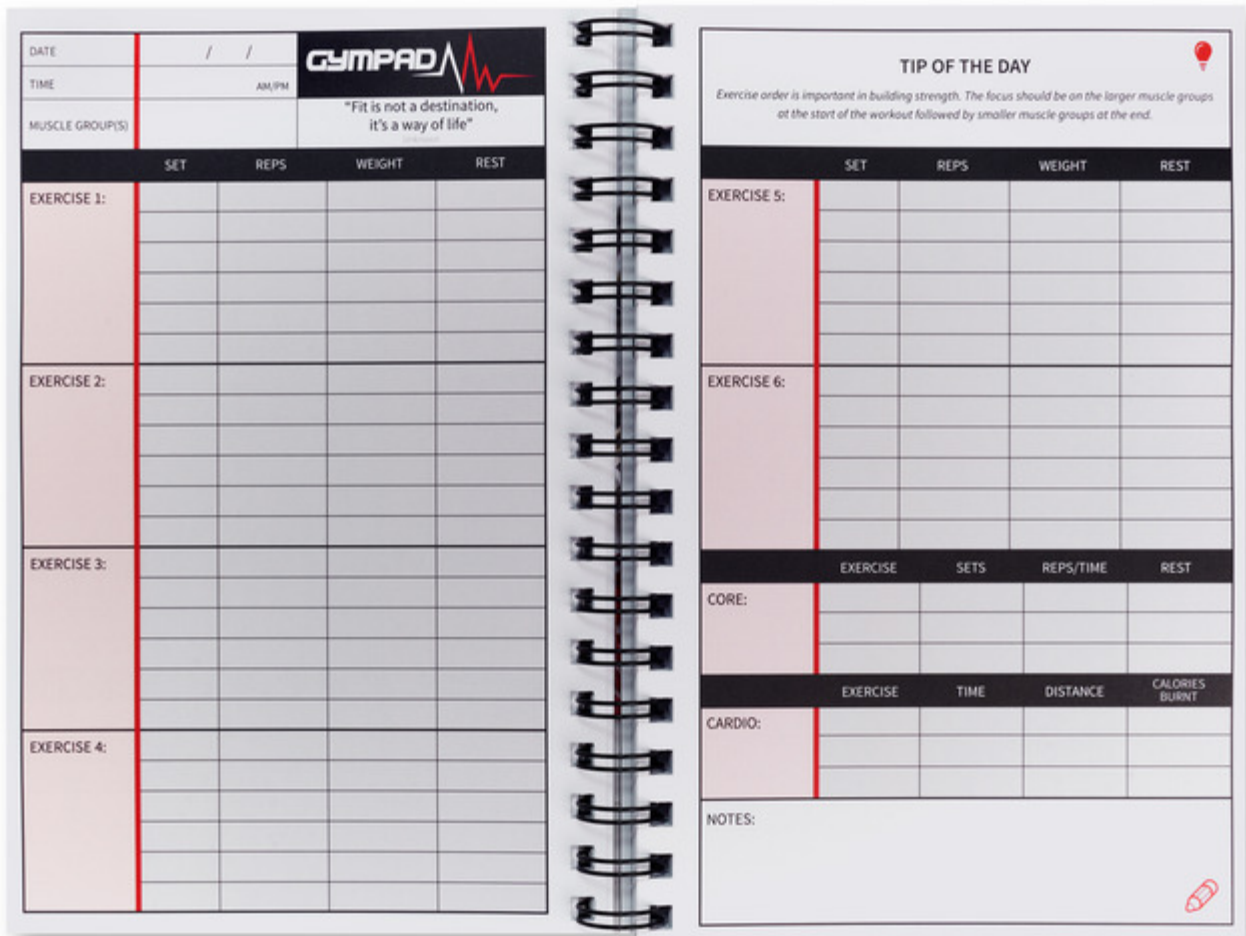 DATE / /
TIME AM/PM
MUSCLE GROUP(S)
GYMPAD
"Fit is not a destination,
it's a way of life"
SET REPS WEIGHT REST
EXERCISE 1:
EXERCISE 2:
EXERCISE 3:
EXERCISE 4:
TIP OF THE DAY
Exercise order is important in building strength. The focus should be on the larger muscle groups
at the start of the workout followed by smaller muscle groups at the end.
SET REPS WEIGHT REST
EXERCISE 5:
EXERCISE 6:
EXERCISE SETS REPS/TIME REST
CORE:
EXERCISE TIME DISTANCE CALORIES
BURNT
CARDIO:
NOTES: